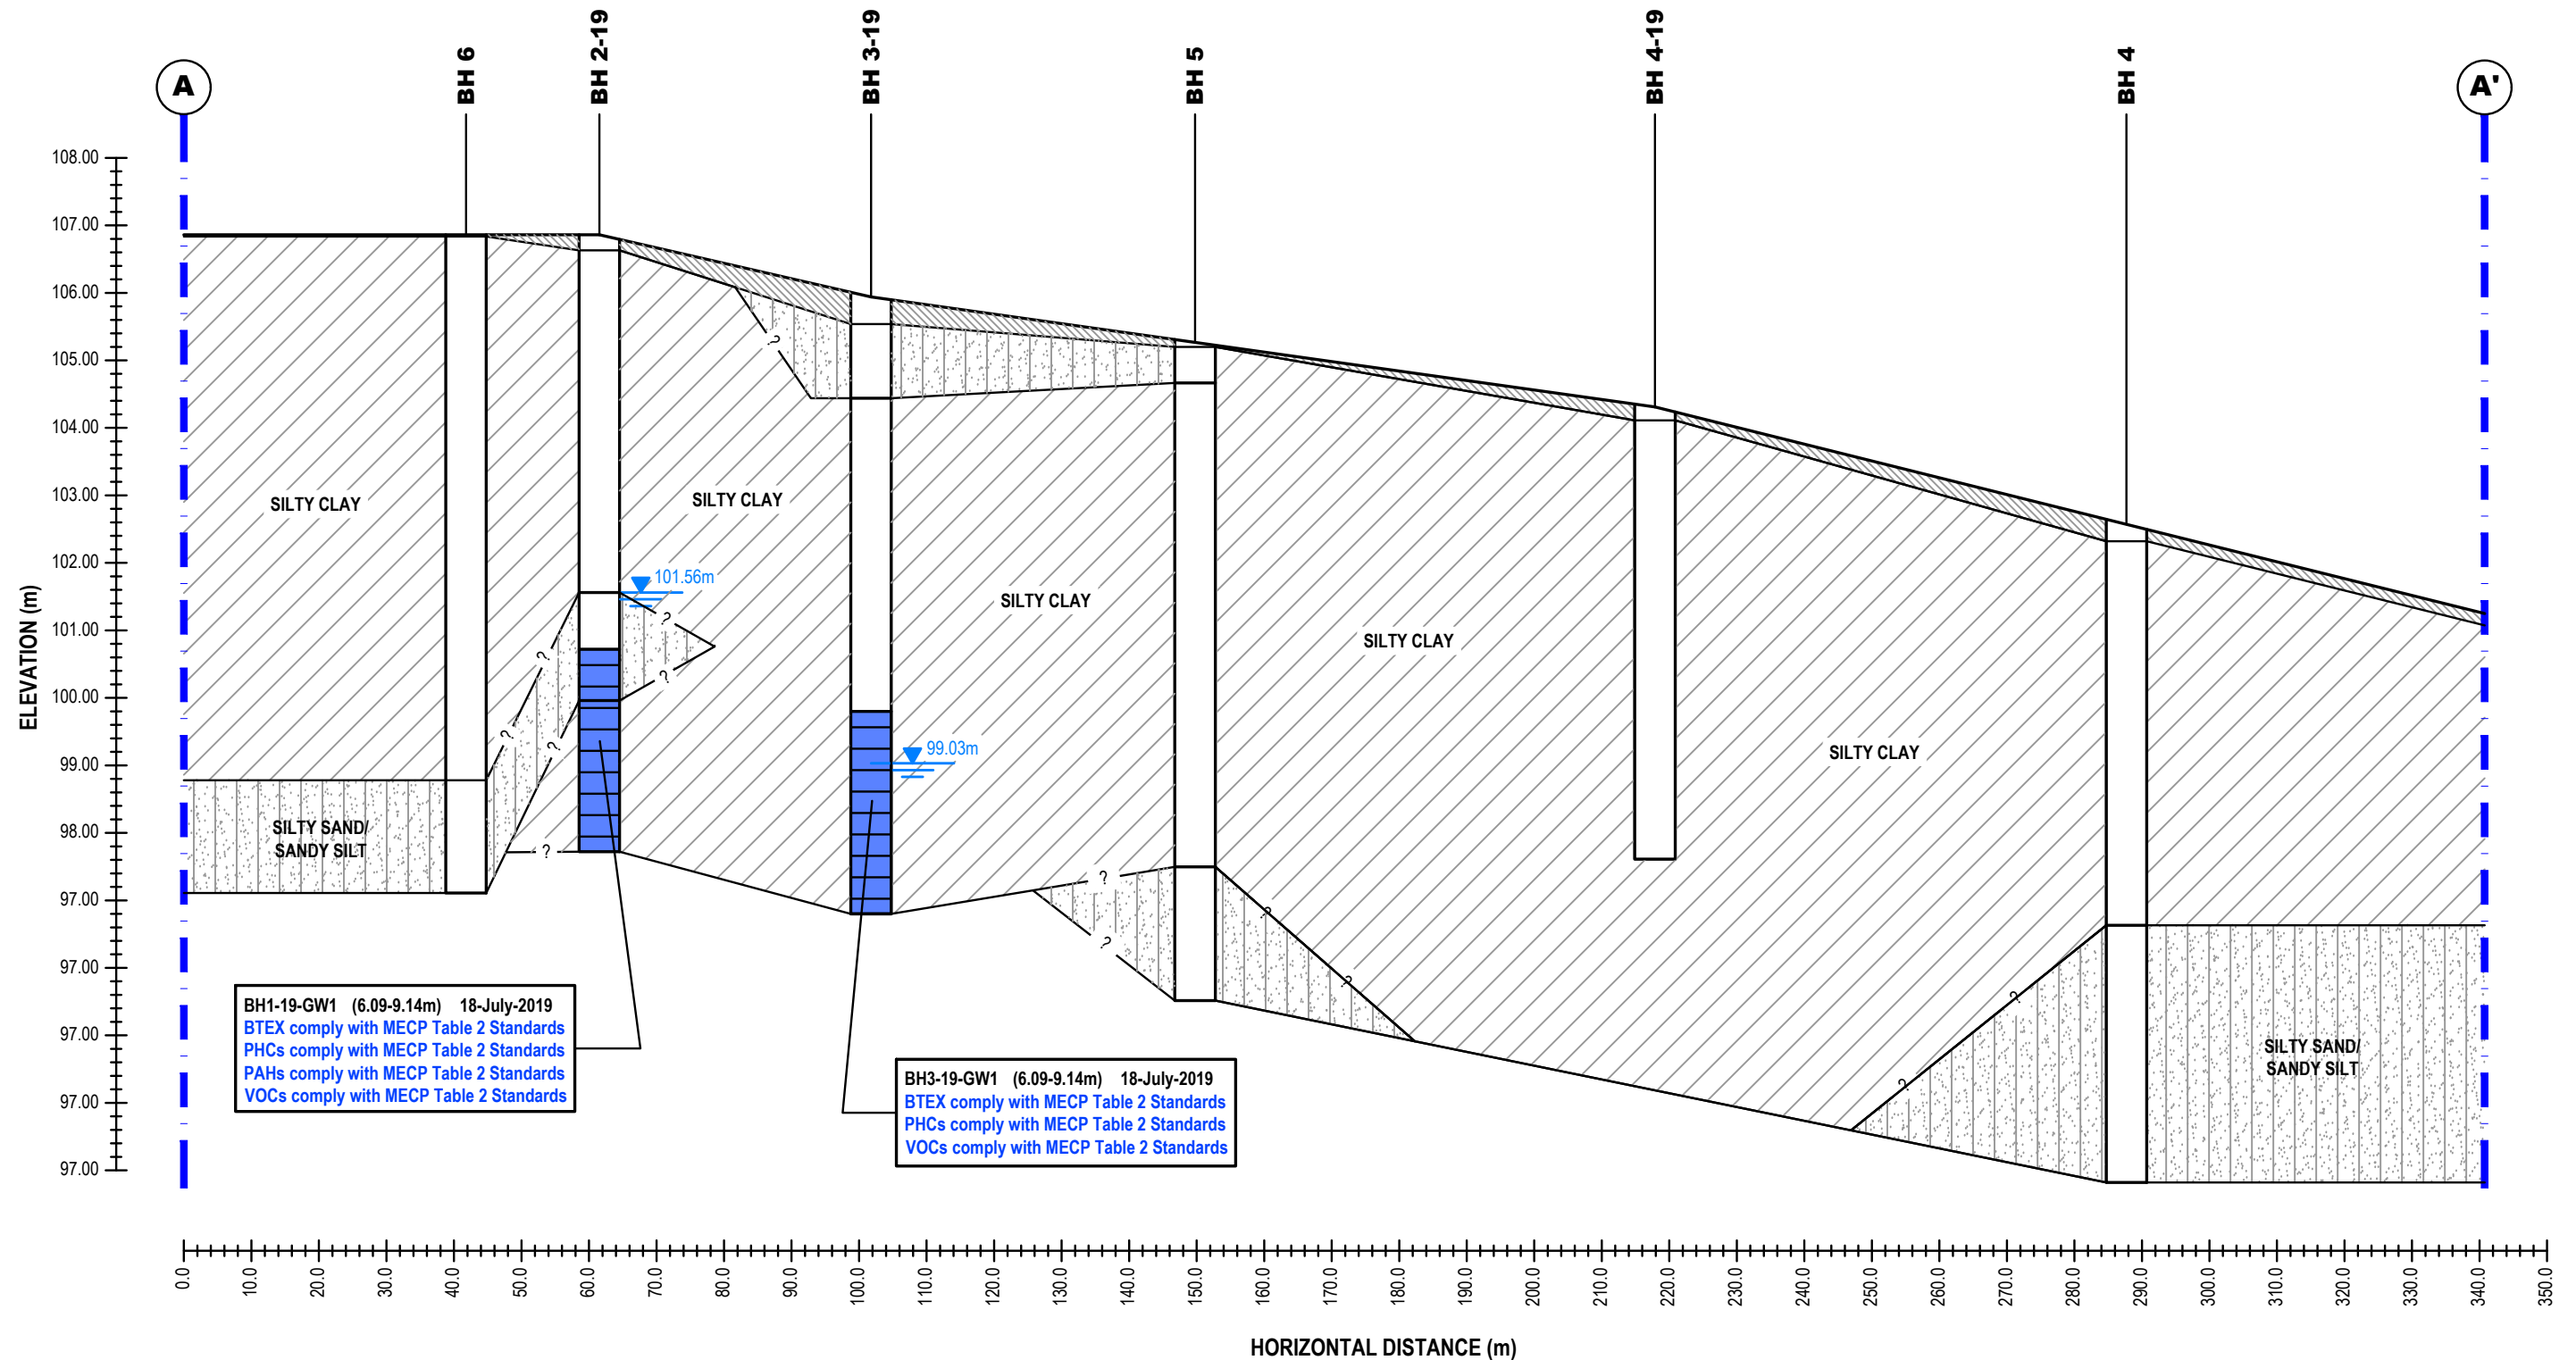 A
BH 6
BH 2-19
BH 3-19
BH 5
BH 4-19
BH 4
A'
108.00
107.00
106.00
105.00
104.00
103.00
102.00
101.00
100.00
99.00
98.00
97.00
97.00
97.00
97.00
97.00
ELEVATION (m)
SILTY CLAY
SILTY CLAY
SILTY CLAY
SILTY CLAY
SILTY CLAY
101.56m
99.03m
?
?
?
?
?
?
?
?
?
?
?
?
?
SILTY SAND/
SANDY SILT
SILTY SAND/
SANDY SILT
BH1-19-GW1 (6.09-9.14m) 18-July-2019
BTEX comply with MECP Table 2 Standards
PHCs comply with MECP Table 2 Standards
PAHs comply with MECP Table 2 Standards
VOCs comply with MECP Table 2 Standards
BH3-19-GW1 (6.09-9.14m) 18-July-2019
BTEX comply with MECP Table 2 Standards
PHCs comply with MECP Table 2 Standards
VOCs comply with MECP Table 2 Standards
0.0
10.0
20.0
30.0
40.0
50.0
60.0
70.0
80.0
90.0
100.0
110.0
120.0
130.0
140.0
150.0
160.0
170.0
180.0
190.0
200.0
210.0
220.0
230.0
240.0
250.0
260.0
270.0
280.0
290.0
300.0
310.0
320.0
330.0
340.0
350.0
HORIZONTAL DISTANCE (m)